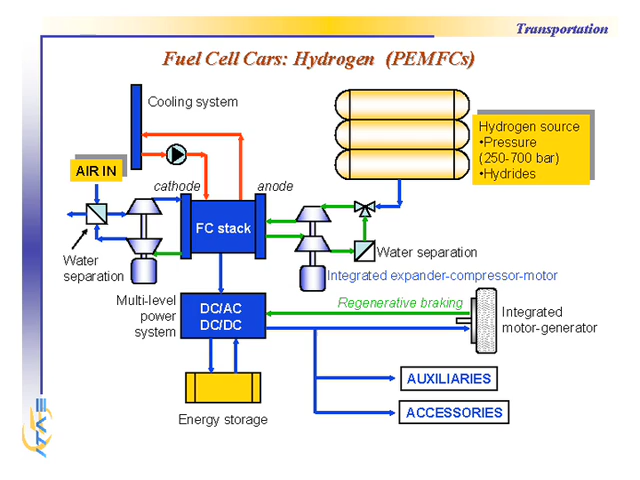 Transportation
Fuel Cell Cars: Hydrogen (PEMFCs)
Cooling system
Hydrogen source
•Pressure
(250-700 bar)
•Hydrides
AIR IN
cathode
anode
FC stack
Water
separation
Water separation
Integrated expander-compressor-motor
Multi-level
power
system
DC/AC
DC/DC
Regenerative braking
Integrated
motor-generator
AUXILIARIES
Energy storage
ACCESSORIES
ITAE